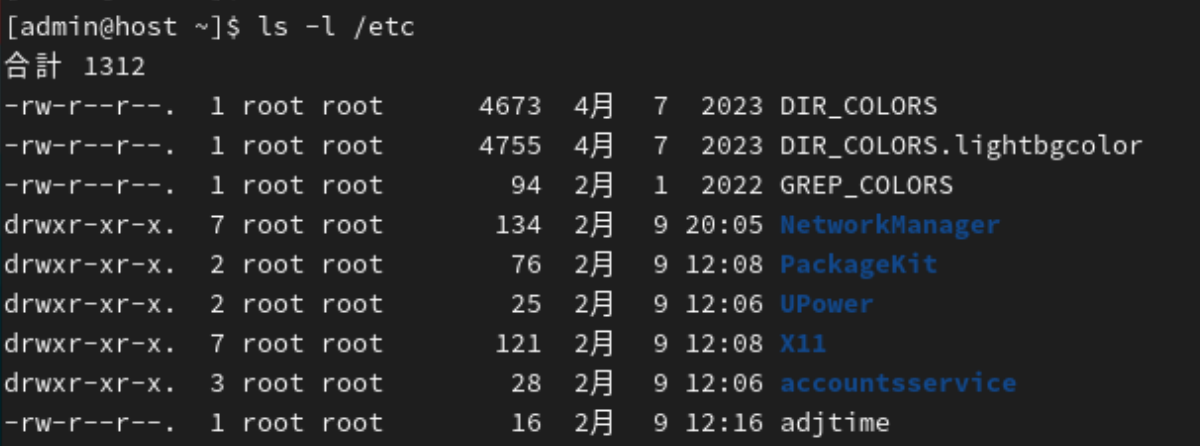 [admin@host ~]$ ls -l /etc
合計 1312
-rw-r--r--.  1 root root      4673  4月  7  2023 DIR_COLORS
-rw-r--r--.  1 root root      4755  4月  7  2023 DIR_COLORS.lightbgcolor
-rw-r--r--.  1 root root        94  2月  1  2022 GREP_COLORS
drwxr-xr-x.  7 root root       134  2月  9 20:05 NetworkManager
drwxr-xr-x.  2 root root        76  2月  9 12:08 PackageKit
drwxr-xr-x.  2 root root        25  2月  9 12:06 UPower
drwxr-xr-x.  7 root root       121  2月  9 12:08 X11
drwxr-xr-x.  3 root root        28  2月  9 12:06 accountsservice
-rw-r--r--.  1 root root        16  2月  9 12:16 adjtime